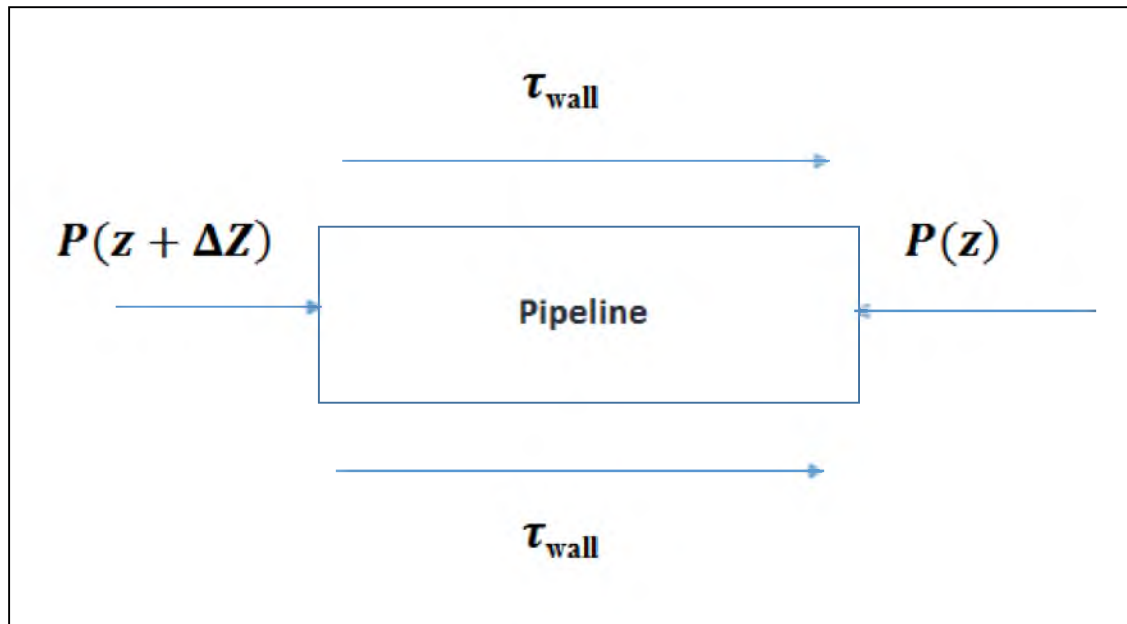 τ_wall
P(z + ΔZ)
P(z)
Pipeline
τ_wall